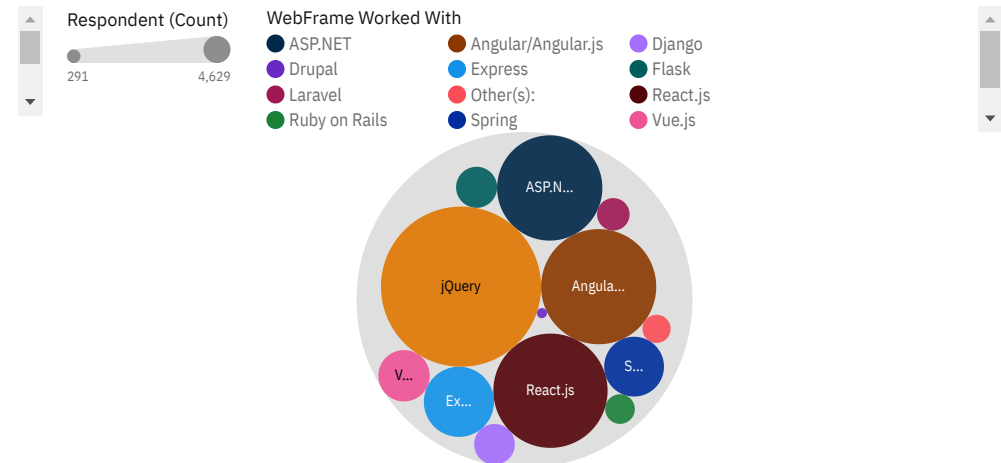 Respondent (Count)
291 4,629
WebFrame Worked With
ASP.NET Angular/Angular.js Django
Drupal Express Flask
Laravel Other(s): React.js
Ruby on Rails Spring Vue.js
ASP.N...
jQuery
Angula...
V...
Ex...
React.js
S...